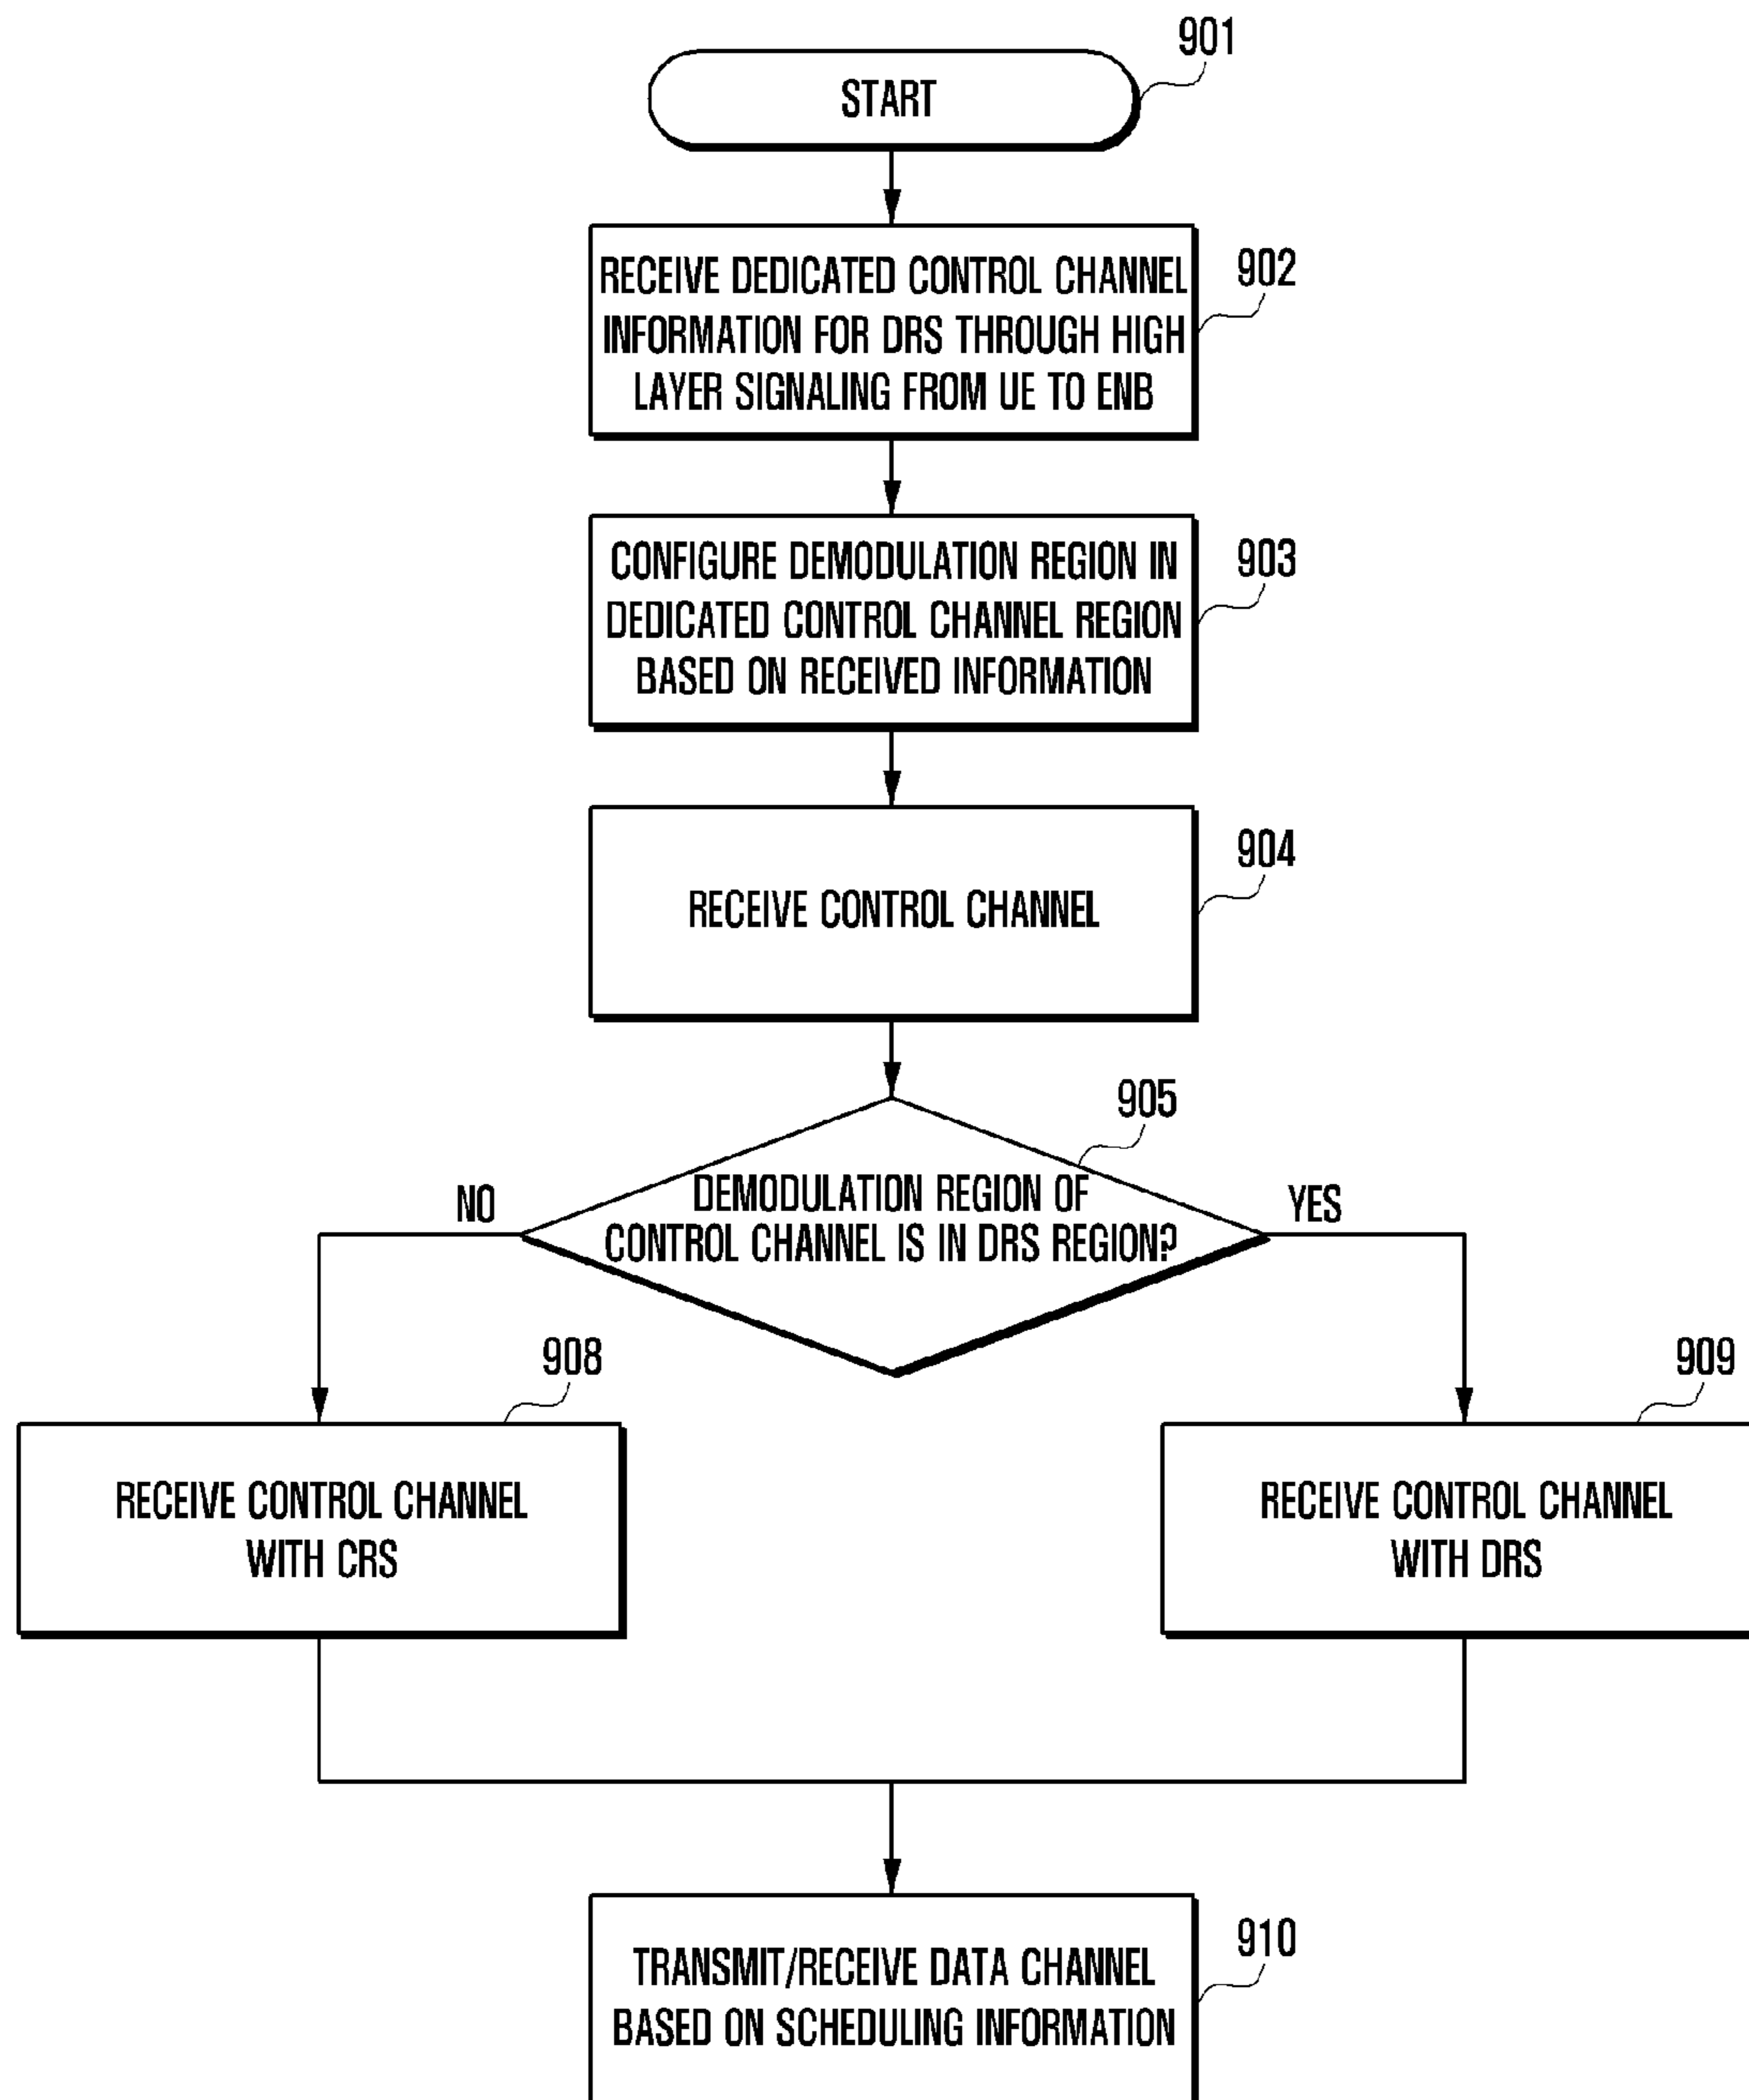 901
START
RECEIVE DEDICATED CONTROL CHANNEL
INFORMATION FOR DRS THROUGH HIGH
LAYER SIGNALING FROM UE TO ENB
902
CONFIGURE DEMODULATION REGION IN
DEDICATED CONTROL CHANNEL REGION
BASED ON RECEIVED INFORMATION
903
RECEIVE CONTROL CHANNEL
904
905
DEMODULATION REGION OF
CONTROL CHANNEL IS IN DRS REGION?
NO
YES
908
RECEIVE CONTROL CHANNEL
WITH CRS
909
RECEIVE CONTROL CHANNEL
WITH DRS
TRANSMIT/RECEIVE DATA CHANNEL
BASED ON SCHEDULING INFORMATION
910